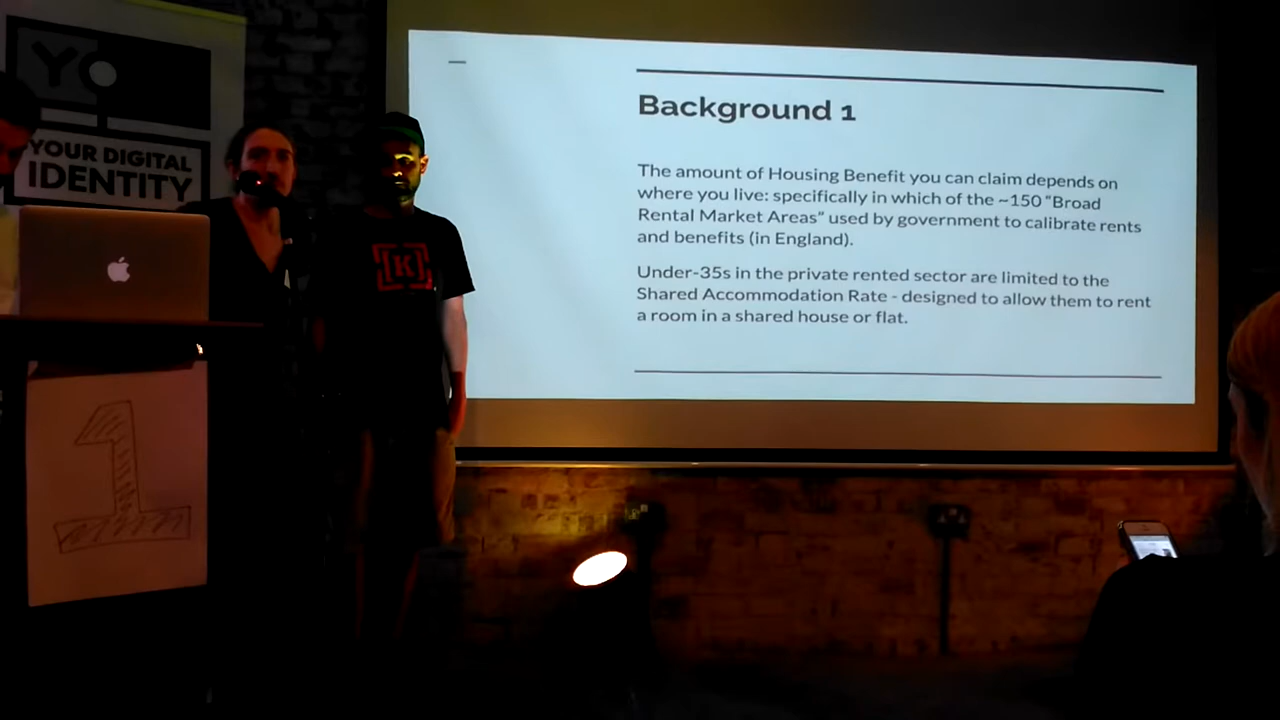 YO
YOUR DIGITAL
IDENTITY
[K]
1
Background 1
The amount of Housing Benefit you can claim depends on
where you live: specifically in which of the ~150 "Broad
Rental Market Areas" used by government to calibrate rents
and benefits (in England).
Under-35s in the private rented sector are limited to the
Shared Accommodation Rate - designed to allow them to rent
a room in a shared house or flat.